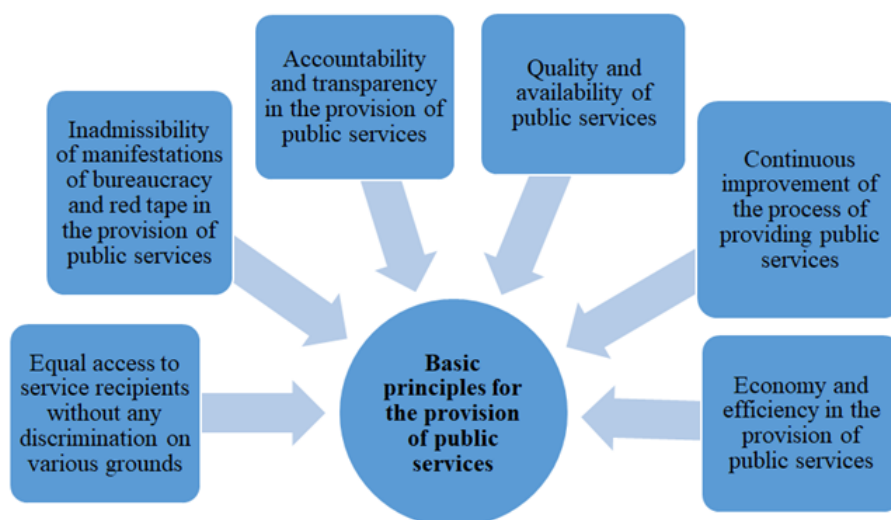 Accountability
and transparency
in the provision of
public services
Quality and
availability of
public services
Inadmissibility
of manifestations
of bureaucracy
and red tape in
the provision of
public services
Continuous
improvement of
the process of
providing public
services
Equal access to
service recipients
without any
discrimination on
various grounds
Basic
principles for
the provision
of public
services
Economy and
efficiency in the
provision of
public services